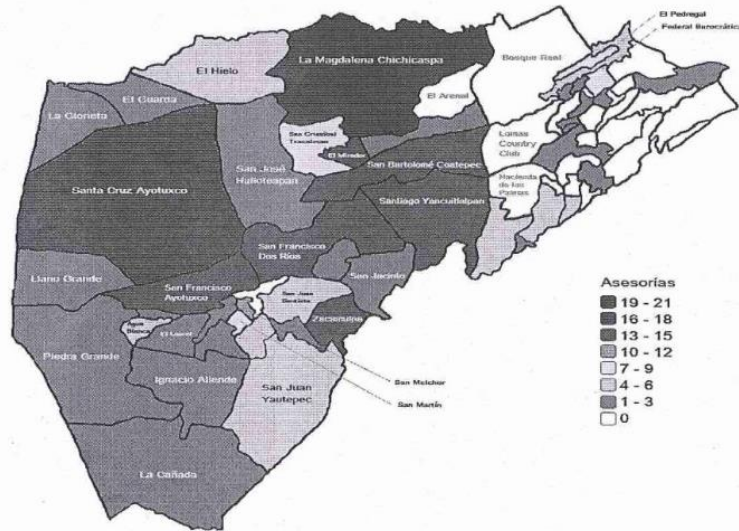 El Pedregal
Federal Burocrática
Bosque Real
La Magdalena Chichicaspa
El Hielo
El Arenal
El Guarda
La Glorieta
Lomas
Country
Club
San Cristóbal
Texcalucan
El Mirador
San Bartolomé Coatepec
San José
Huiloteapan
Hacienda
de las
Palmas
Santa Cruz Ayotuxco
Santiago Yancuitlalpan
San Francisco
Dos Ríos
San Jacinto
Llano Grande
San Francisco
Ayotuxco
San Juan
Bautista
Zacamulpa
Agua
Blanca
El Laurel
Piedra Grande
Ignacio Allende
San Juan
Yautepec
San Melchor
San Martín
La Cañada
Asesorías
19 - 21
16 - 18
13 - 15
10 - 12
7 - 9
4 - 6
1 - 3
0